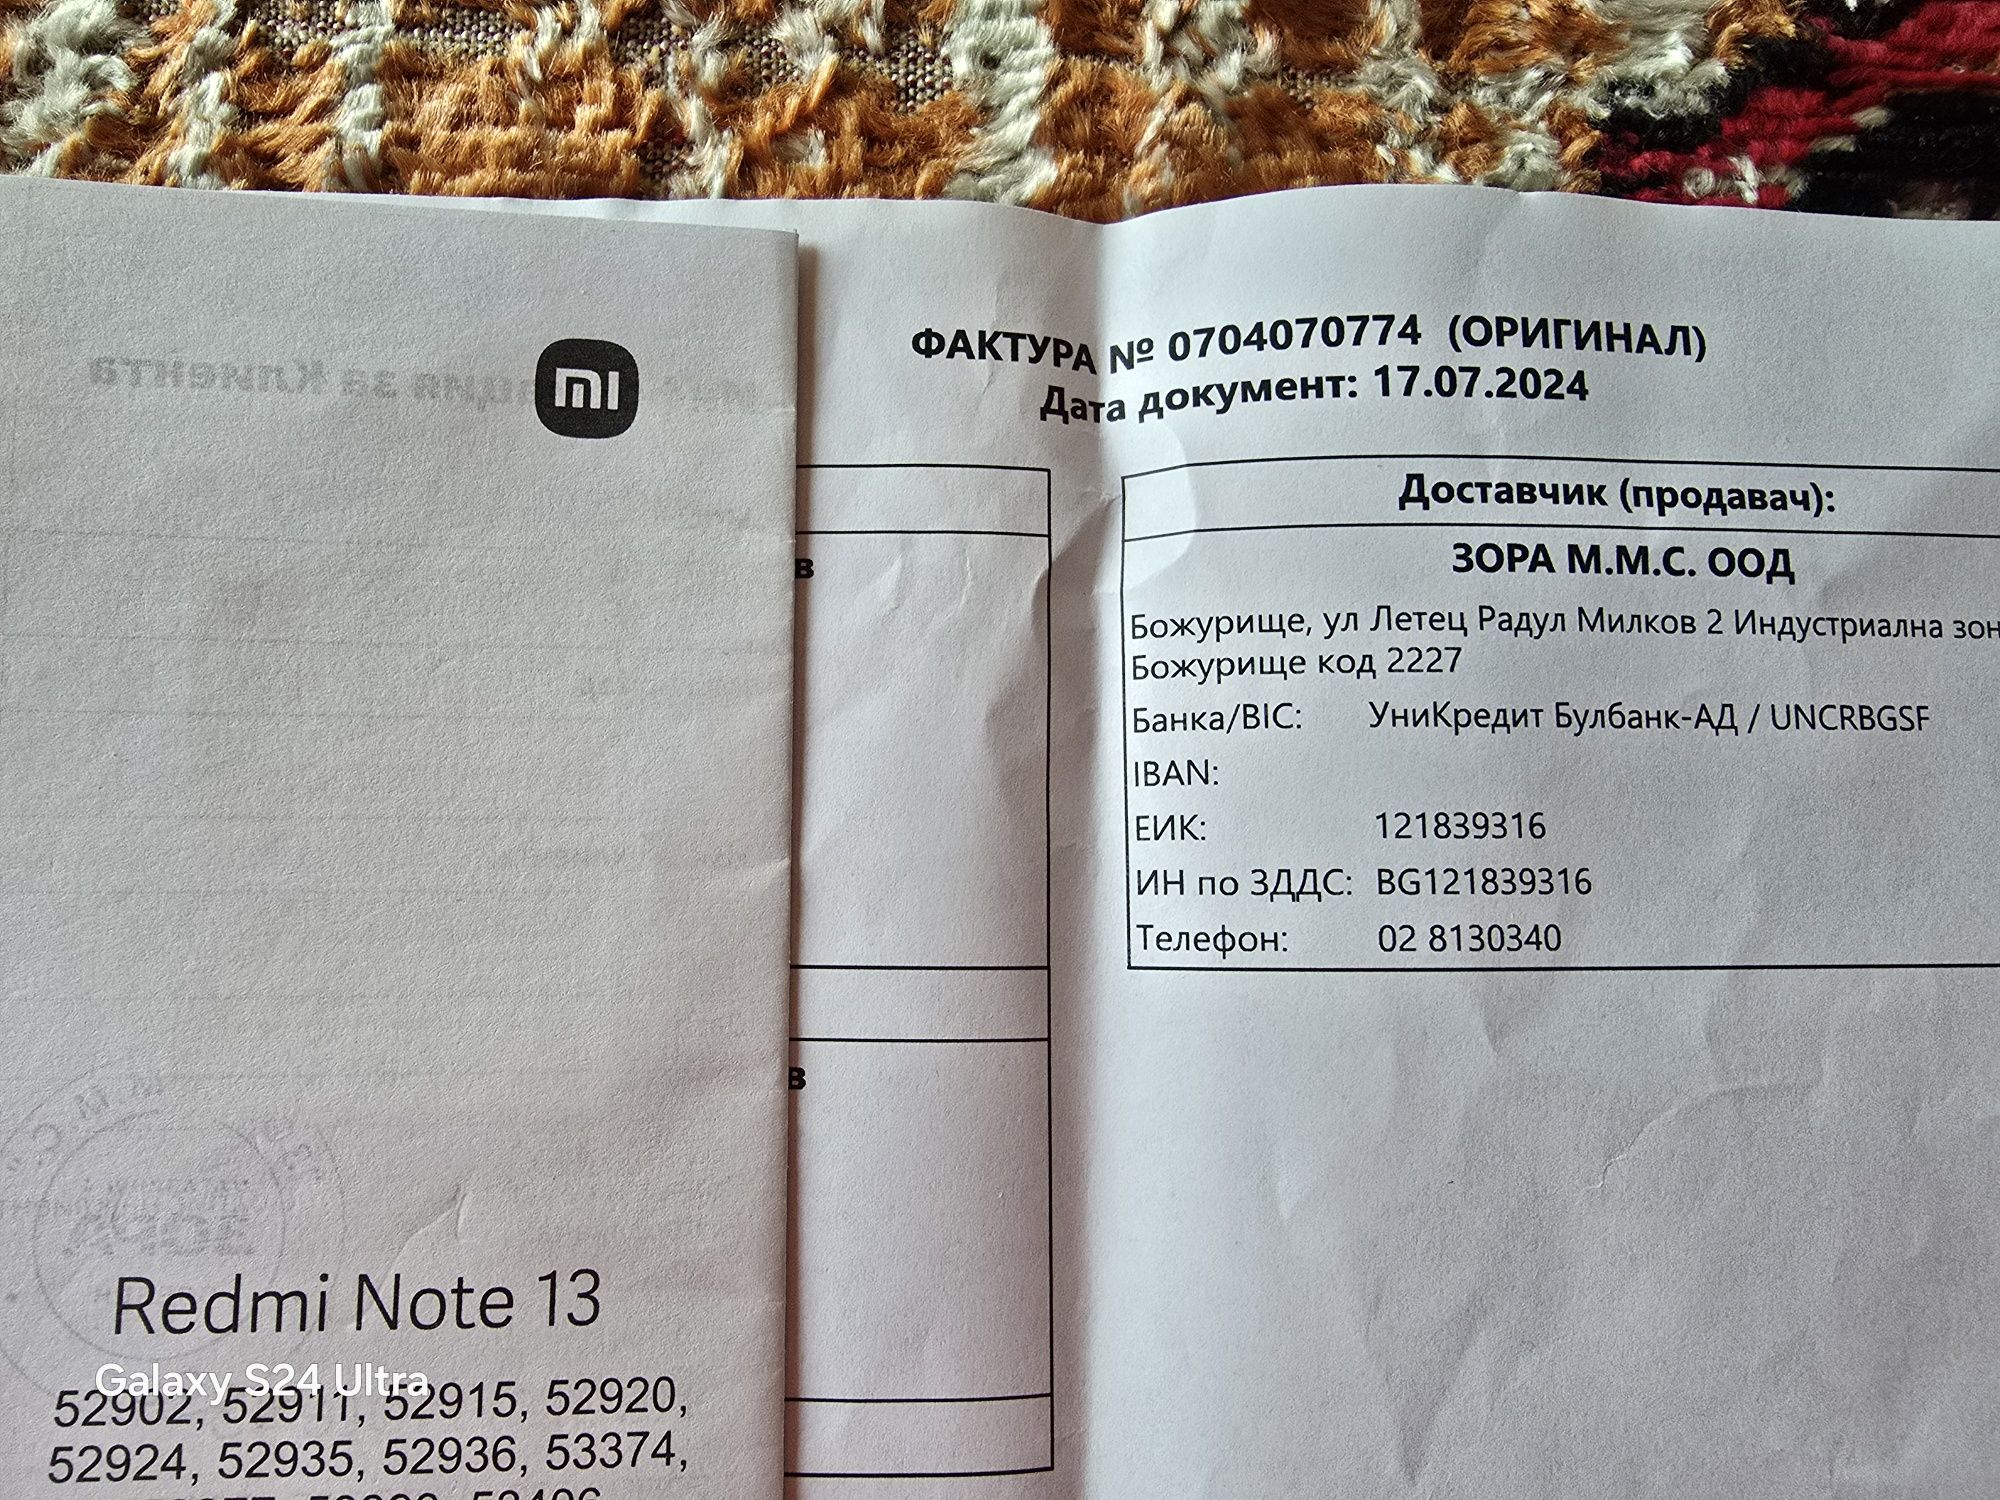 mi
ФАКТУРА № 0704070774 (ОРИГИНАЛ)
Дата документ: 17.07.2024
Доставчик (продавач):
ЗОРА М.М.С. ООД
Божурище, ул Летец Радул Милков 2 Индустриална зон
Божурище код 2227
Банка/BIC: УниКредит Булбанк-АД / UNCRBGSF
IBAN:
ЕИК: 121839316
ИН по ЗДДС: BG121839316
Телефон: 02 8130340
в
в
Redmi Note 13
Galaxy S24 Ultra
52902, 52911, 52915, 52920,
52924, 52935, 52936, 53374,